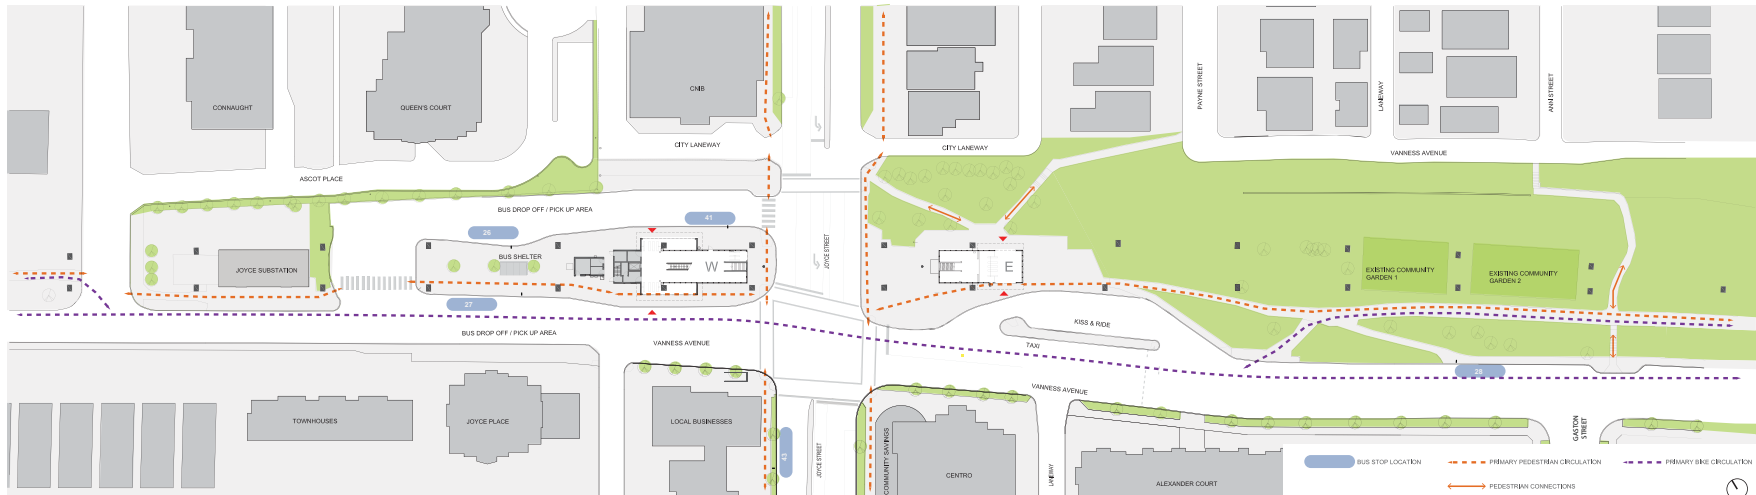 CONNAUGHT
QUEEN'S COURT
CNIB
CITY LANEWAY
CITY LANEWAY
PAYNE STREET
LANEWAY
ANN STREET
VANNESS AVENUE
ASCOT PLACE
BUS DROP OFF / PICK UP AREA
41
26
BUS SHELTER
W
E
JOYCE STREET
JOYCE SUBSTATION
EXISTING COMMUNITY
GARDEN 1
EXISTING COMMUNITY
GARDEN 2
27
BUS DROP OFF / PICK UP AREA
VANNESS AVENUE
KISS & RIDE
TAXI
VANNESS AVENUE
28
TOWNHOUSES
JOYCE PLACE
LOCAL BUSINESSES
43
JOYCE STREET
COMMUNITY SAVINGS
CENTRO
LANEWAY
ALEXANDER COURT
GASTON
STREET
BUS STOP LOCATION
PRIMARY PEDESTRIAN CIRCULATION
PRIMARY BIKE CIRCULATION
PEDESTRIAN CONNECTIONS